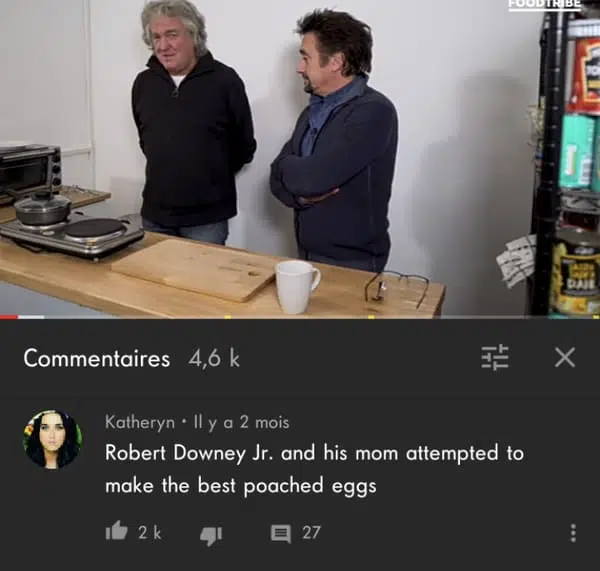 FOODTRIBE
Commentaires 4,6 k
Katheryn • Il y a 2 mois
Robert Downey Jr. and his mom attempted to
make the best poached eggs
2 k 27